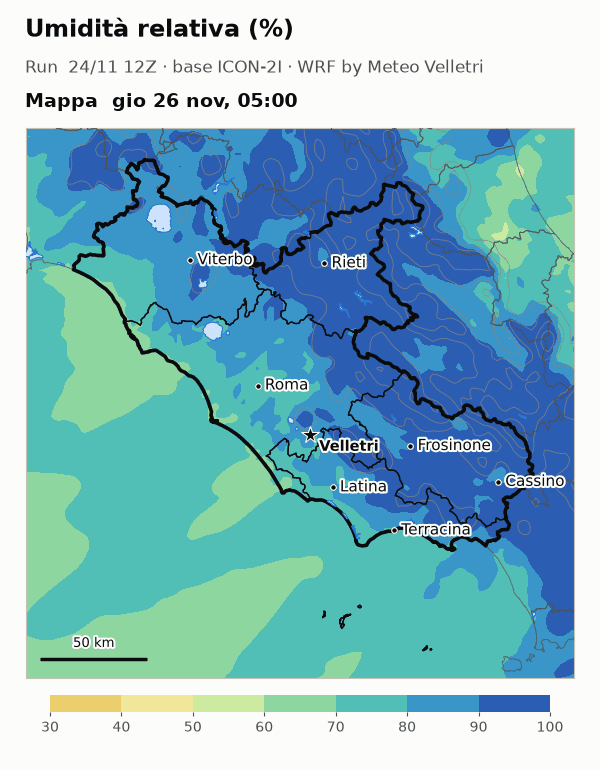 Umidità relativa (%)
Run  24/11 12Z · base ICON-2I · WRF by Meteo Velletri
Mappa  gio 26 nov, 05:00
Viterbo
Rieti
Roma
Velletri
Frosinone
Latina
Cassino
Terracina
50 km
30 40 50 60 70 80 90 100